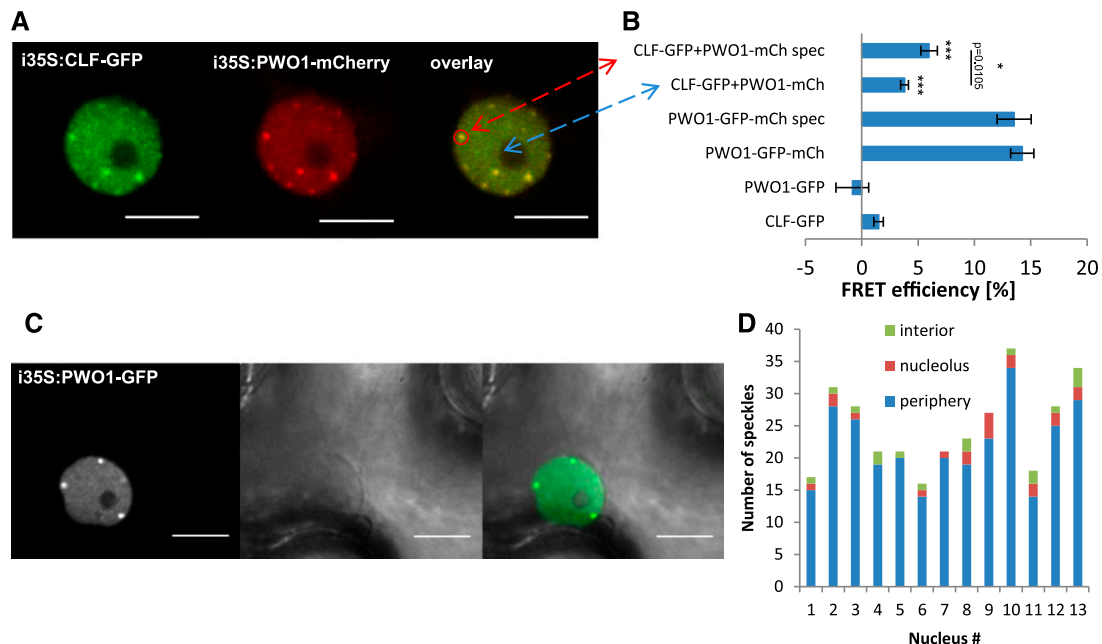 A
i35S:CLF-GFP
i35S:PWO1-mCherry
overlay
B
CLF-GFP+PWO1-mCh spec
CLF-GFP+PWO1-mCh
PWO1-GFP-mCh spec
PWO1-GFP-mCh
PWO1-GFP
CLF-GFP
***
***
p=0,0105
*
-5 0 5 10 15 20
FRET efficiency [%]
C
i35S:PWO1-GFP
D
Number of speckles
40
35
30
25
20
15
10
5
0
interior
nucleolus
periphery
1 2 3 4 5 6 7 8 9 10 11 12 13
Nucleus #